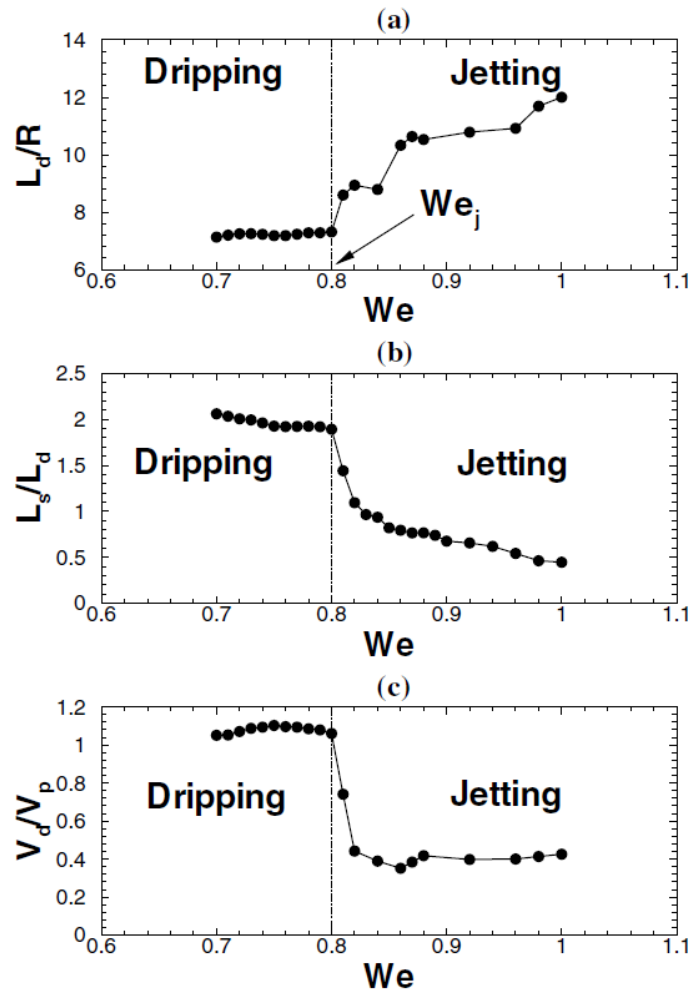 (a)
14
12
10
8
6
L_d/R
Dripping
Jetting
We_j
0.6 0.7 0.8 0.9 1 1.1
We
(b)
2.5
2
1.5
1
0.5
0
L_s/L_d
Dripping
Jetting
0.6 0.7 0.8 0.9 1 1.1
We
(c)
1.2
1
0.8
0.6
0.4
0.2
0
V_d/V_p
Dripping
Jetting
0.6 0.7 0.8 0.9 1 1.1
We